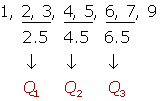 1, 2, 3, 4, 5, 6, 7, 9
2.5 4.5 6.5
↓ ↓ ↓
Q₁ Q₂ Q₃